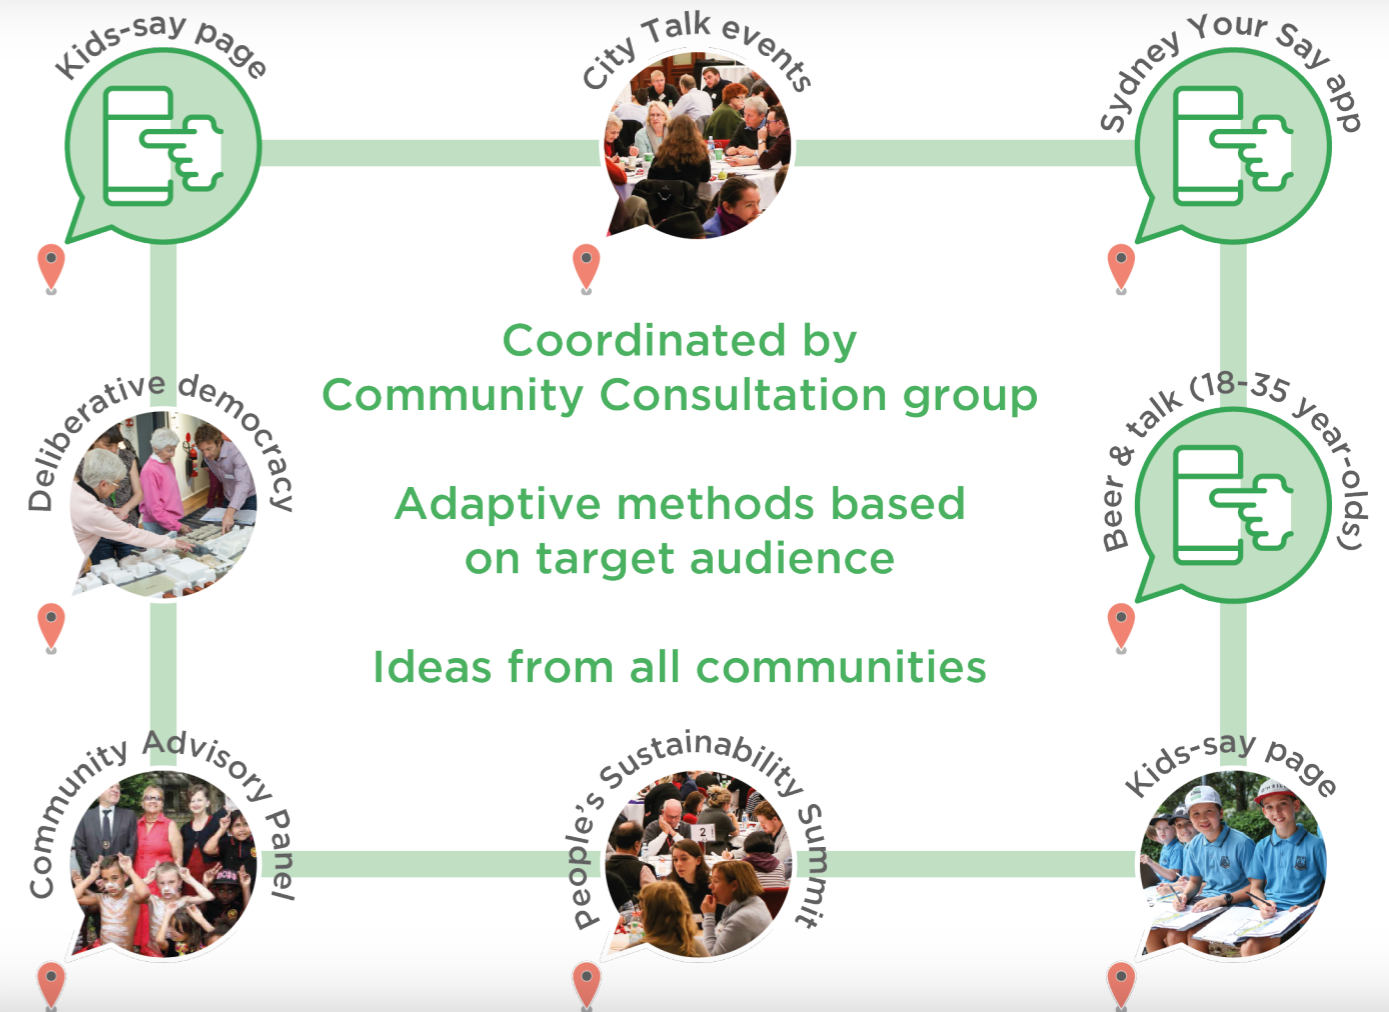 Kids-say page
City Talk events
Sydney Your Say app
Coordinated by
Community Consultation group
Deliberative democracy
Beer & talk (18-35 year-olds)
Adaptive methods based
on target audience
Ideas from all communities
Community Advisory Panel
People's Sustainability Summit
2
Kids-say page